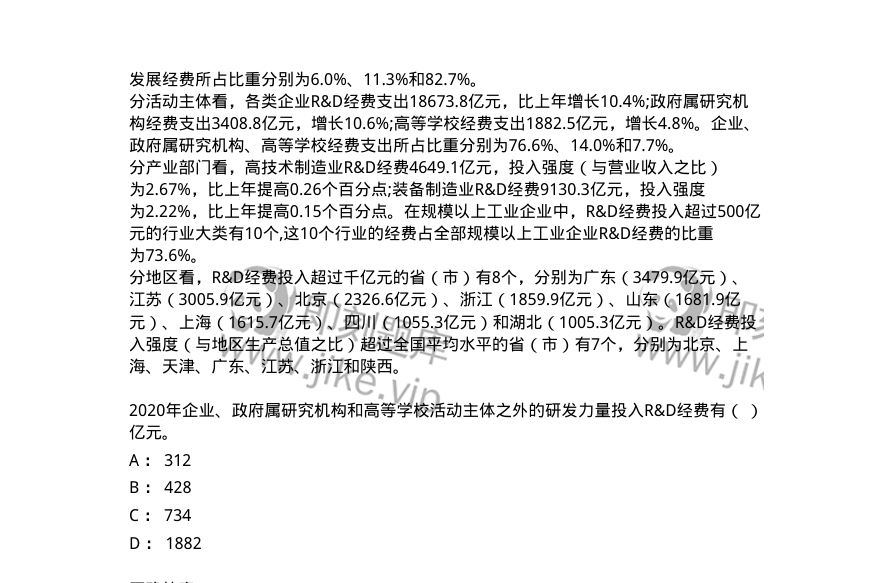 发展经费所占比重分别为6.0%、11.3%和82.7%。
分活动主体看，各类企业R&D经费支出18673.8亿元，比上年增长10.4%;政府属研究机
构经费支出3408.8亿元，增长10.6%;高等学校经费支出1882.5亿元，增长4.8%。企业、
政府属研究机构、高等学校经费支出所占比重分别为76.6%、14.0%和7.7%。
分产业部门看，高技术制造业R&D经费4649.1亿元，投入强度（与营业收入之比）
为2.67%，比上年提高0.26个百分点;装备制造业R&D经费9130.3亿元，投入强度
为2.22%，比上年提高0.15个百分点。在规模以上工业企业中，R&D经费投入超过500亿
元的行业大类有10个,这10个行业的经费占全部规模以上工业企业R&D经费的比重
为73.6%。
分地区看，R&D经费投入超过千亿元的省（市）有8个，分别为广东（3479.9亿元）、
江苏（3005.9亿元）、北京（2326.6亿元）、浙江（1859.9亿元）、山东（1681.9亿
元）、上海（1615.7亿元）、四川（1055.3亿元）和湖北（1005.3亿元）。R&D经费投
入强度（与地区生产总值之比）超过全国平均水平的省（市）有7个，分别为北京、上
海、天津、广东、江苏、浙江和陕西。
即刻题库
www.jike.vip
即刻
www.jik
2020年企业、政府属研究机构和高等学校活动主体之外的研发力量投入R&D经费有（ ）
亿元。
A： 312
B： 428
C： 734
D： 1882